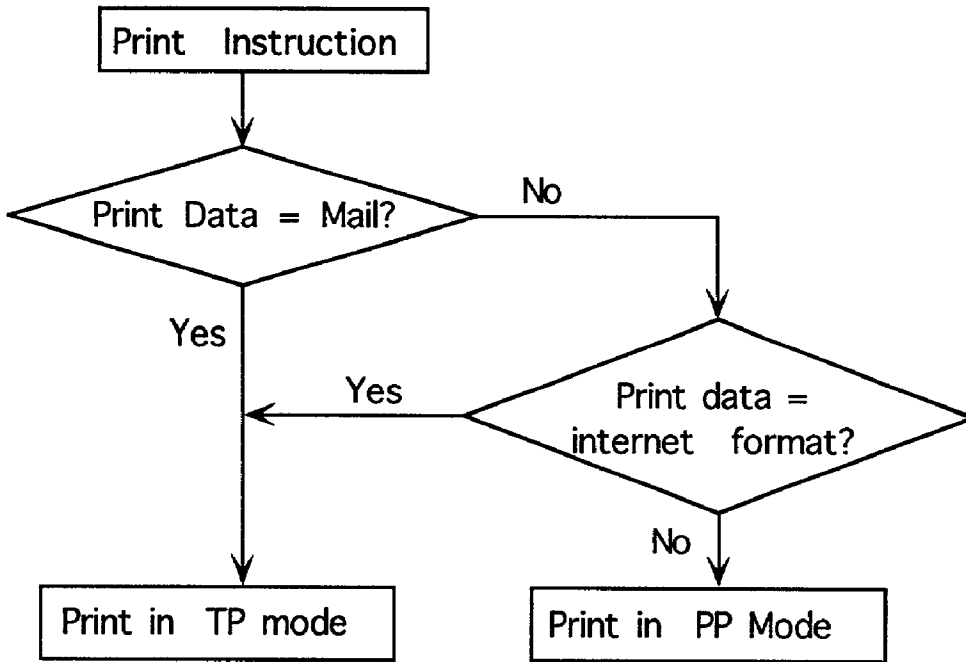 Print Instruction
Print Data = Mail?
No
Yes
Yes
Print data =
internet format?
No
Print in TP mode
Print in PP Mode